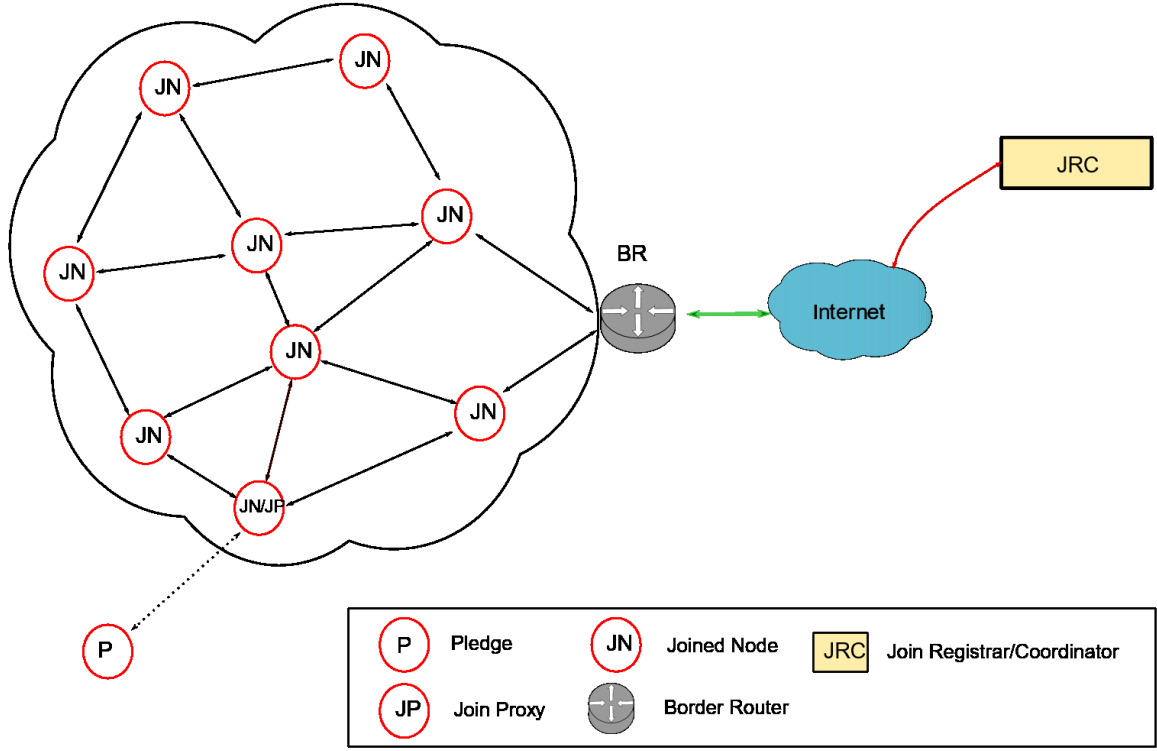 JN
JN
JRC
JN
JN
BR
JN
Internet
JN
JN
JN
JN/JP
P
P Pledge
JN Joined Node
JRC Join Registrar/Coordinator
JP Join Proxy
Border Router